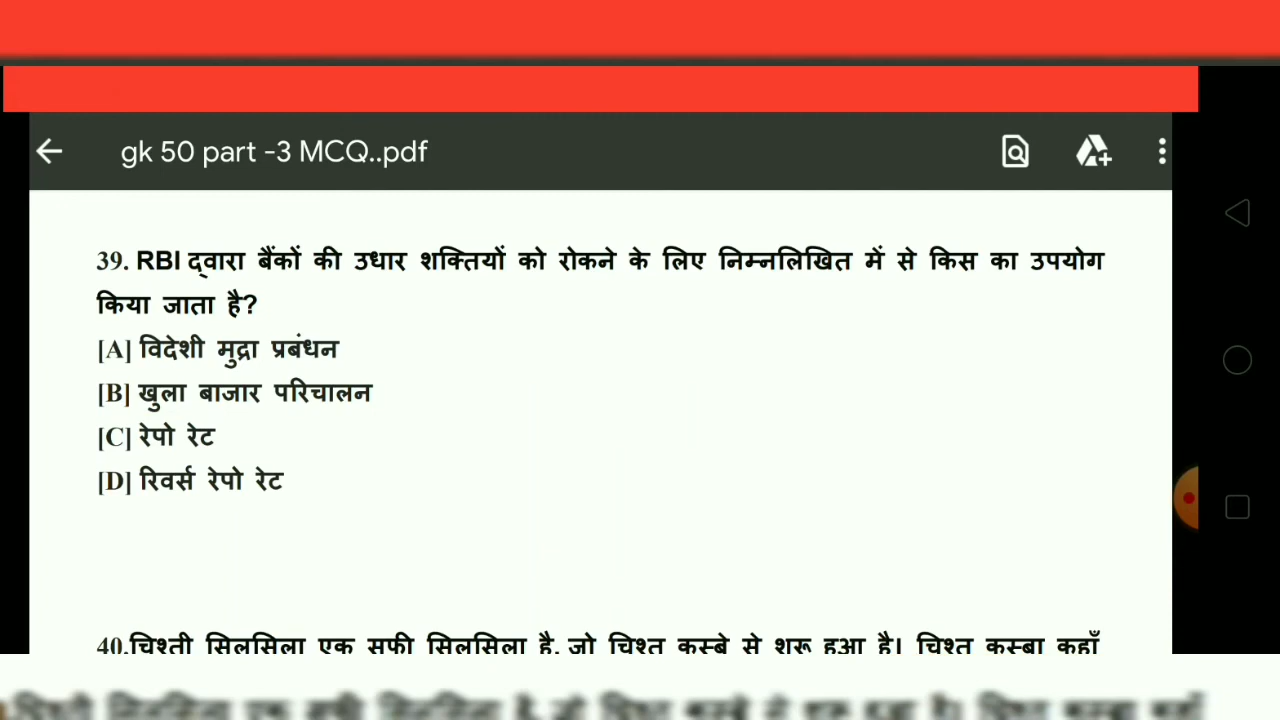 gk 50 part -3 MCQ..pdf
39. RBI द्वारा बैंकों की उधार शक्तियों को रोकने के लिए निम्नलिखित में से किस का उपयोग
किया जाता है?
[A] विदेशी मुद्रा प्रबंधन
[B] खुला बाजार परिचालन
[C] रेपो रेट
[D] रिवर्स रेपो रेट
40.चिश्ती सिलसिला एक सूफी सिलसिला है, जो चिश्त कस्बे से शुरू हुआ है। चिश्त कस्बा कहाँ